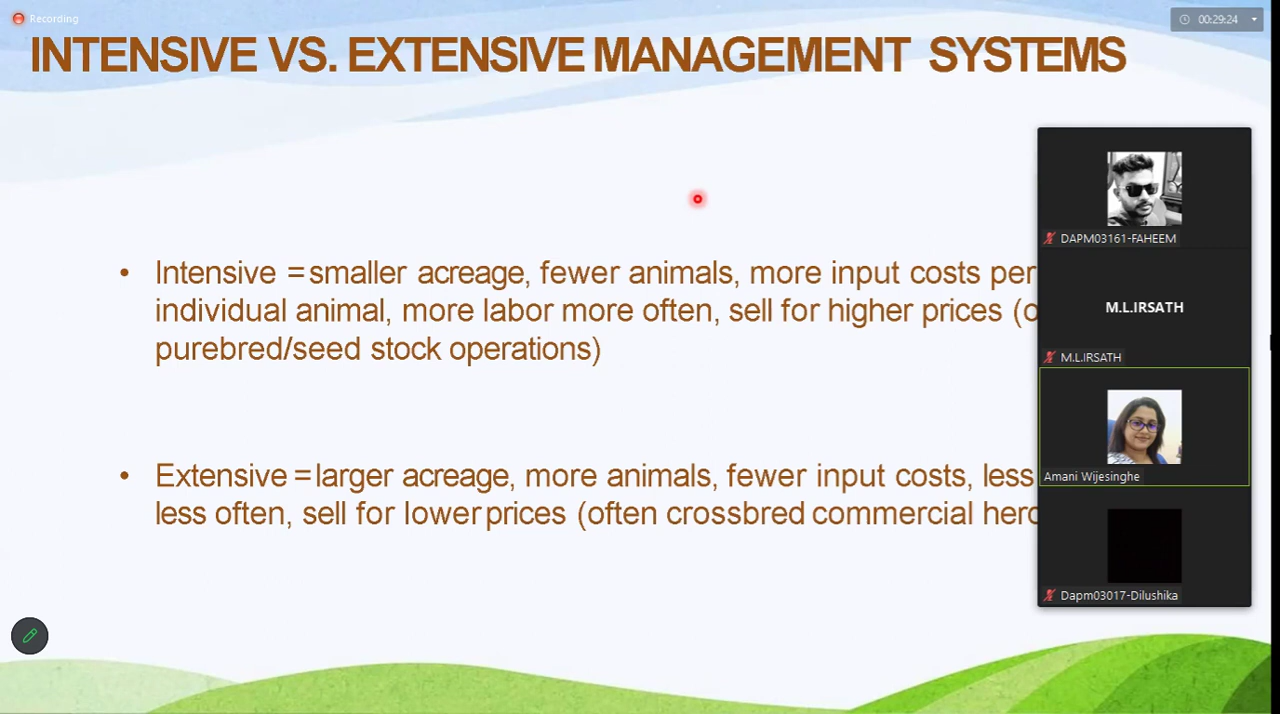 Recording
00:29:24
INTENSIVE VS. EXTENSIVE MANAGEMENT SYSTEMS
• Intensive = smaller acreage, fewer animals, more input costs per
individual animal, more labor more often, sell for higher prices
purebred/seed stock operations)
• Extensive = larger acreage, more animals, fewer input costs, less
less often, sell for lower prices (often crossbred commercial
DAPM03161-FAHEEM
M.L.IRSATH
M.L.IRSATH
Amani Wijesinghe
Dapm03017-Dilushika